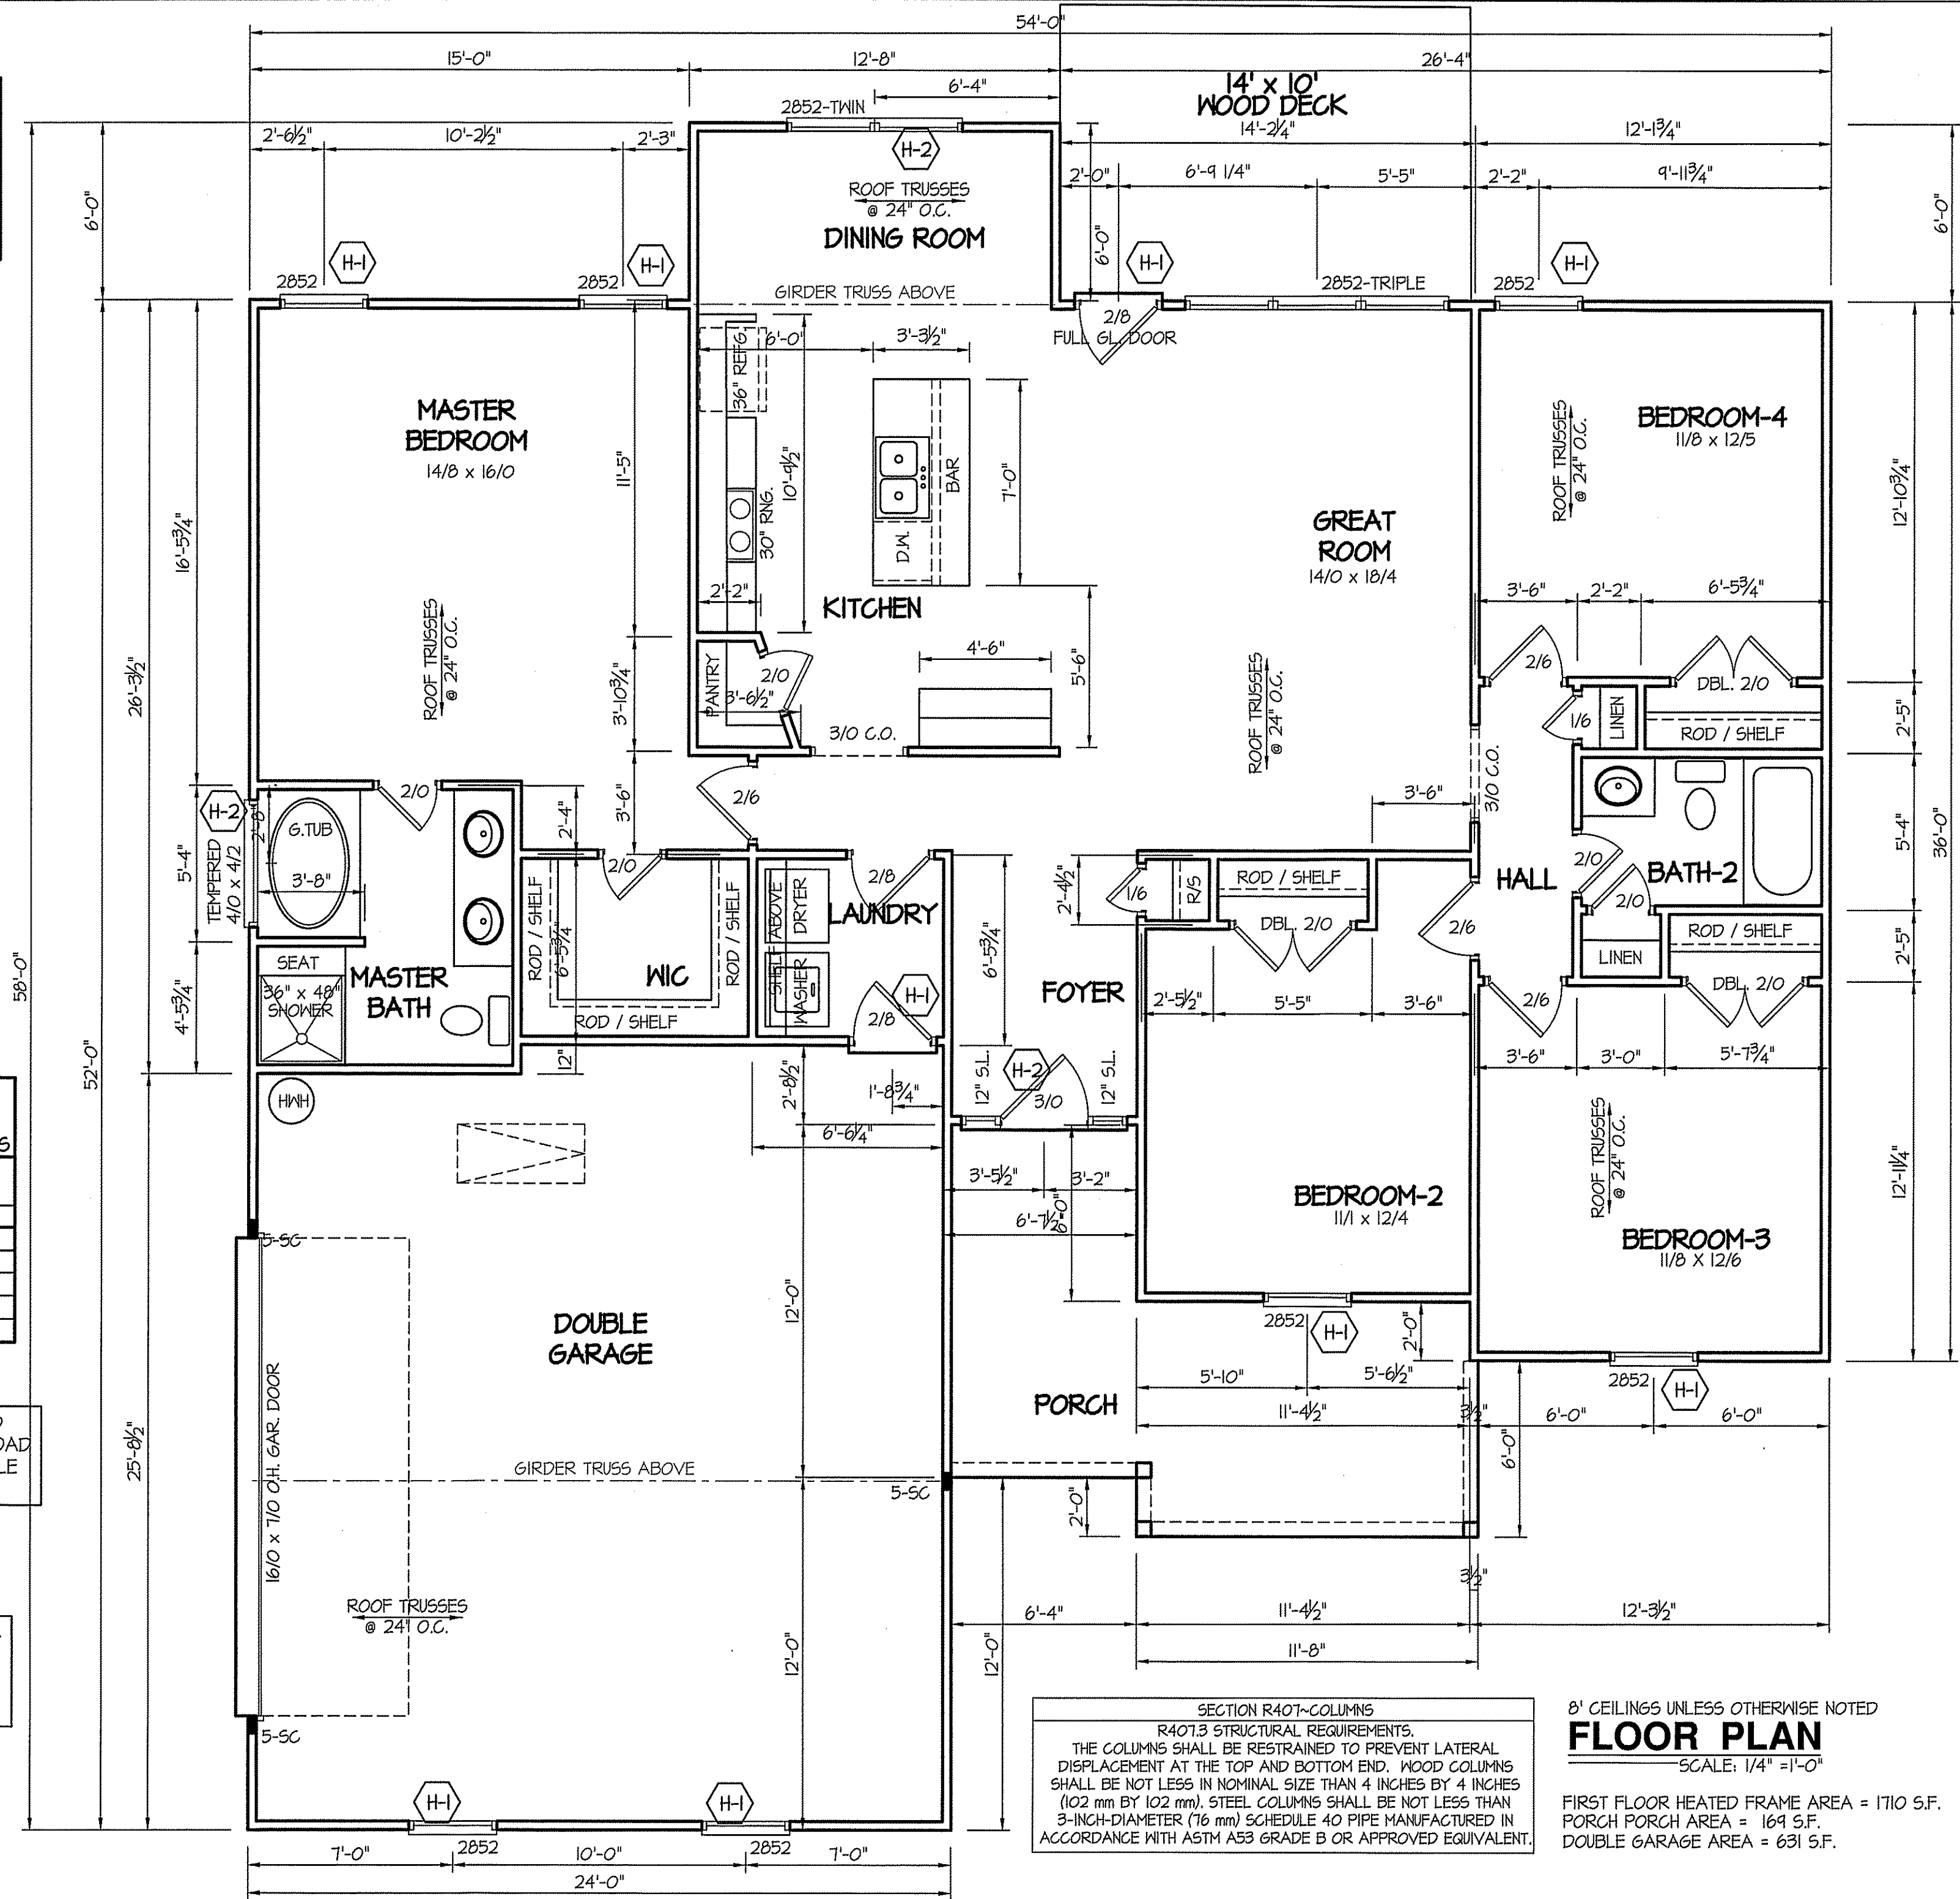 54'-0"
15'-0"
12'-8"
26'-4"
6'-4"
14' x 10'
WOOD DECK
2852-TWIN
2'-6½"
10'-2½"
2'-3"
14'-2¼"
12'-1¾"
H-2
2'-0"
6'-9 1/4"
5'-5"
2'-2"
9'-11¾"
ROOF TRUSSES
@ 24" O.C.
DINING ROOM
6'-0"
6'-0"
6'-0"
H-1
H-1
H-1
H-1
2852
2852
GIRDER TRUSS ABOVE
2852-TRIPLE
2852
2/8
FULL GL. DOOR
36" REFG.
6'-0"
3'-3½"
MASTER
BEDROOM
14/8 x 16/0
11'-5"
10'-9½"
30" RNG.
D.W.
BAR
7'-0"
GREAT
ROOM
14/0 x 18/4
ROOF TRUSSES
@ 24" O.C.
BEDROOM-4
11/8 x 12/5
12'-10¾"
16'-5¾"
26'-3½"
ROOF TRUSSES
@ 24" O.C.
2'-2"
KITCHEN
3'-6"
2'-2"
6'-5¾"
PANTRY
2/0
3'-6½"
3'-10¾"
4'-6"
5'-6"
ROOF TRUSSES
@ 24" O.C.
2/6
DBL. 2/0
1/6
LINEN
ROD / SHELF
2'-5"
3/0 C.O.
3/0 C.O.
H-2
2'-8"
TEMPERED
4/0 x 4/2
5'-4"
G.TUB
3'-8"
2/0
2'-4"
3'-6"
2/6
3'-6"
5'-4"
36'-0"
2/0
ROD / SHELF
6'-5¾"
ROD / SHELF
WIC
ROD / SHELF
SHELF ABOVE
DRYER
WASHER
2/8
LAUNDRY
H-1
2/8
6'-5¾"
FOYER
2'-4½"
1/6
R/S
ROD / SHELF
DBL. 2/0
2/6
HALL
2/0
BATH-2
2/0
LINEN
ROD / SHELF
DBL. 2/0
2'-5"
SEAT
36" x 48"
SHOWER
MASTER
BATH
4'-5¾"
58'-0"
52'-0"
12"
2'-8½"
1'-8¾"
6'-6¼"
12" S.L.
H-2
3/0
12" S.L.
2'-5½"
5'-5"
3'-6"
2/6
3'-6"
3'-0"
5'-7¾"
HWH
3'-5½"
3'-2"
6'-7½"
6'-0"
BEDROOM-2
11/1 x 12/4
ROOF TRUSSES
@ 24" O.C.
BEDROOM-3
11/8 X 12/6
12'-11¼"
5-SC
12'-0"
DOUBLE
GARAGE
2852
H-1
2'-0"
2852
H-1
16/0 x 7/0 O.H. GAR. DOOR
25'-8½"
PORCH
5'-10"
5'-6½"
11'-4½"
3½"
6'-0"
6'-0"
6'-0"
GIRDER TRUSS ABOVE
5-SC
2'-0"
3½"
ROOF TRUSSES
@ 24" O.C.
12'-0"
12'-0"
6'-4"
11'-4½"
12'-3½"
11'-8"
5-SC
H-1
H-1
2852
2852
7'-0"
10'-0"
7'-0"
24'-0"
SECTION R407~COLUMNS
R407.3 STRUCTURAL REQUIREMENTS.
THE COLUMNS SHALL BE RESTRAINED TO PREVENT LATERAL
DISPLACEMENT AT THE TOP AND BOTTOM END. WOOD COLUMNS
SHALL BE NOT LESS IN NOMINAL SIZE THAN 4 INCHES BY 4 INCHES
(102 mm BY 102 mm). STEEL COLUMNS SHALL BE NOT LESS THAN
3-INCH-DIAMETER (76 mm) SCHEDULE 40 PIPE MANUFACTURED IN
ACCORDANCE WITH ASTM A53 GRADE B OR APPROVED EQUIVALENT.
8' CEILINGS UNLESS OTHERWISE NOTED
FLOOR PLAN
SCALE: 1/4" =1'-0"
FIRST FLOOR HEATED FRAME AREA = 1710 S.F.
PORCH PORCH AREA = 169 S.F.
DOUBLE GARAGE AREA = 631 S.F.